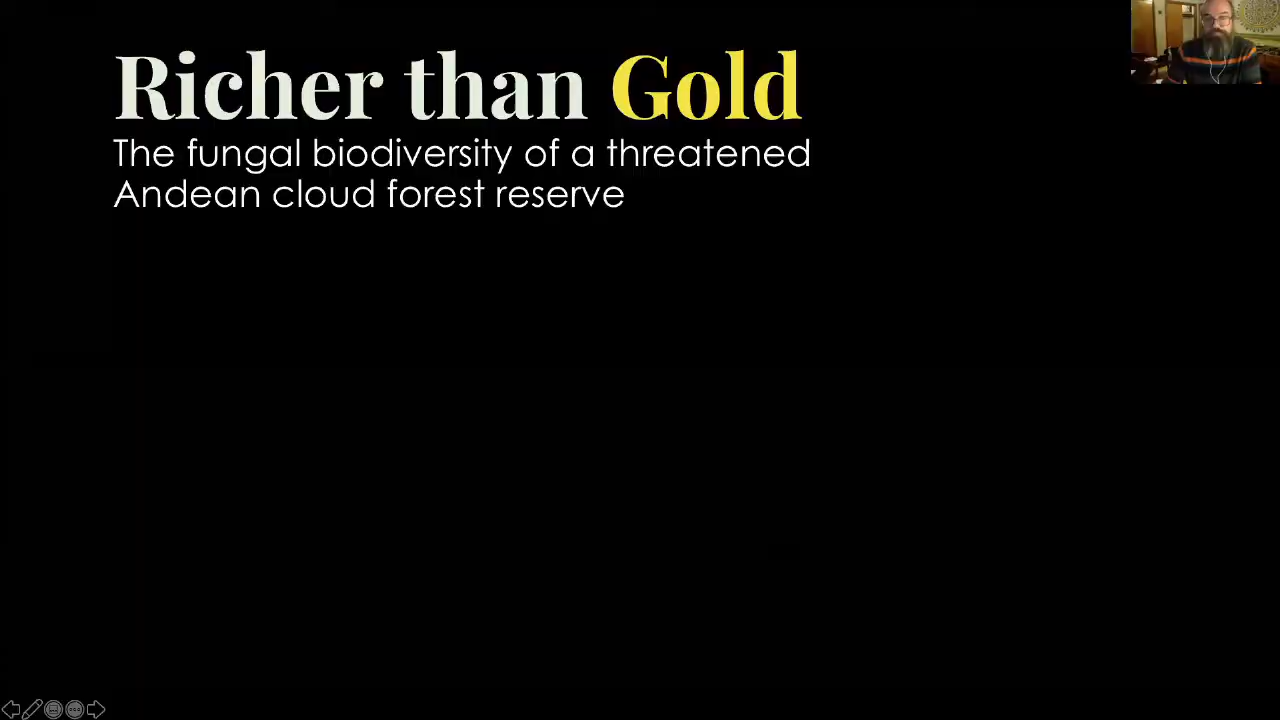 Richer than Gold
The fungal biodiversity of a threatened
Andean cloud forest reserve